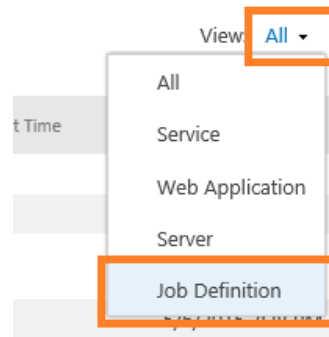 View: All
All
t Time
Service
Web Application
Server
Job Definition